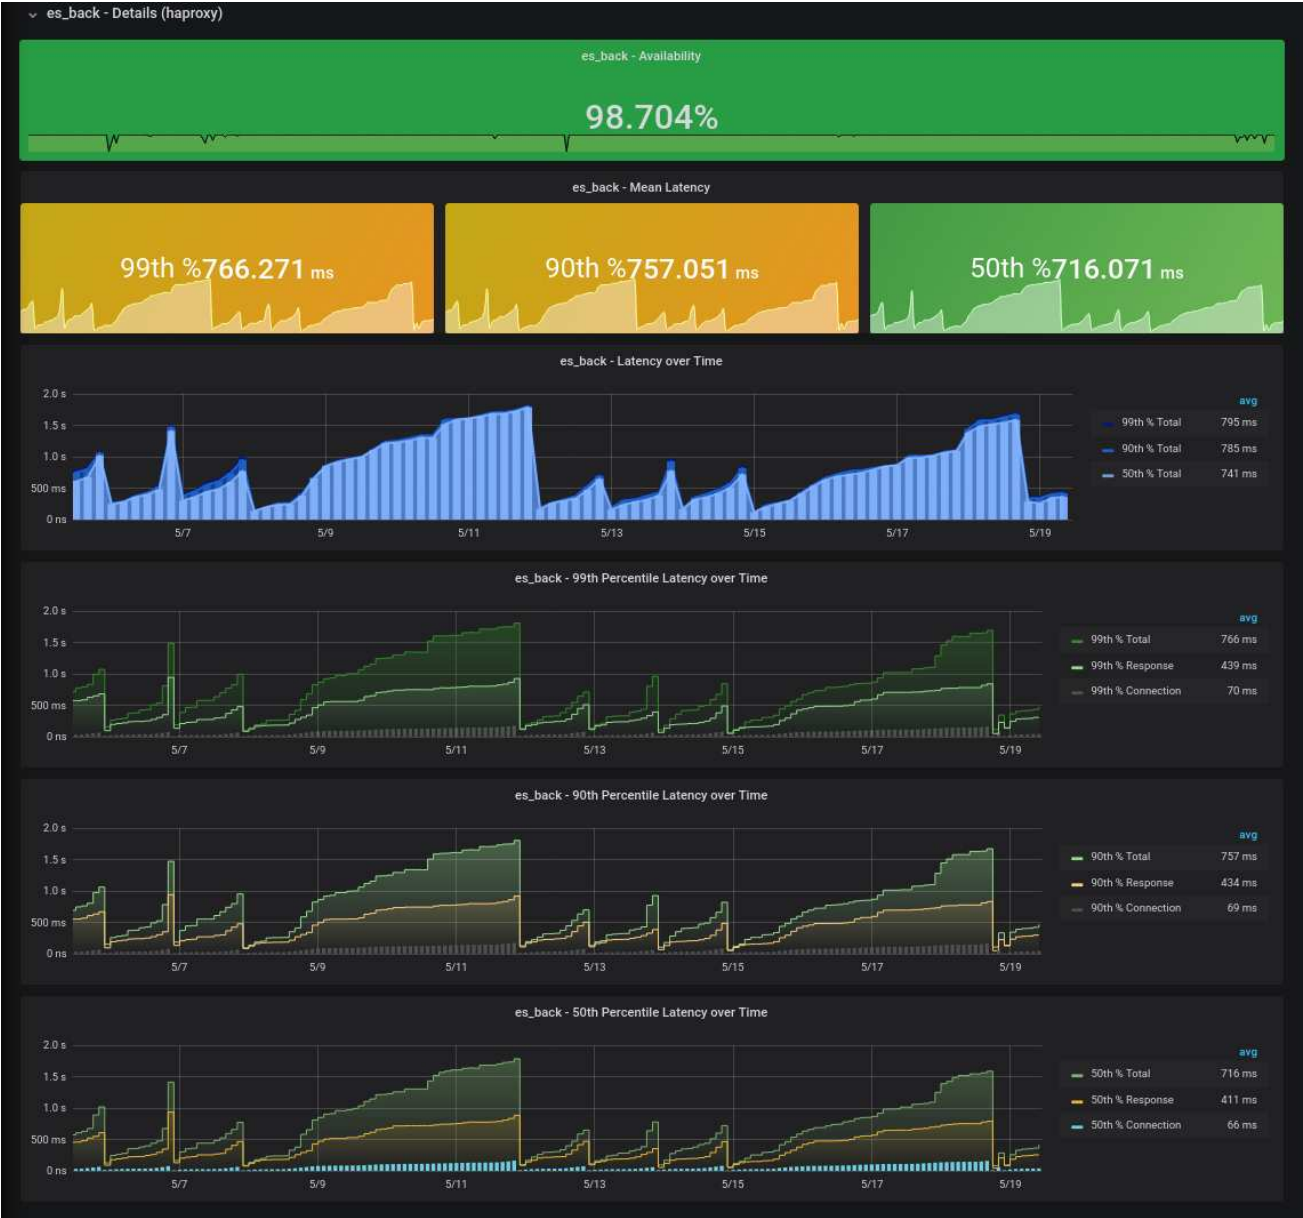 es_back - Details (haproxy)
es_back - Availability
98.704%
es_back - Mean Latency
99th %766.271 ms
90th %757.051 ms
50th %716.071 ms
es_back - Latency over Time
2.0 s
1.5 s
1.0 s
500 ms
0 ns
5/7 5/9 5/11 5/13 5/15 5/17 5/19
avg
99th % Total 795 ms
90th % Total 785 ms
50th % Total 741 ms
es_back - 99th Percentile Latency over Time
2.0 s
1.5 s
1.0 s
500 ms
0 ns
5/7 5/9 5/11 5/13 5/15 5/17 5/19
avg
99th % Total 766 ms
99th % Response 439 ms
99th % Connection 70 ms
es_back - 90th Percentile Latency over Time
2.0 s
1.5 s
1.0 s
500 ms
0 ns
5/7 5/9 5/11 5/13 5/15 5/17 5/19
avg
90th % Total 757 ms
90th % Response 434 ms
90th % Connection 69 ms
es_back - 50th Percentile Latency over Time
2.0 s
1.5 s
1.0 s
500 ms
0 ns
5/7 5/9 5/11 5/13 5/15 5/17 5/19
avg
50th % Total 716 ms
50th % Response 411 ms
50th % Connection 66 ms